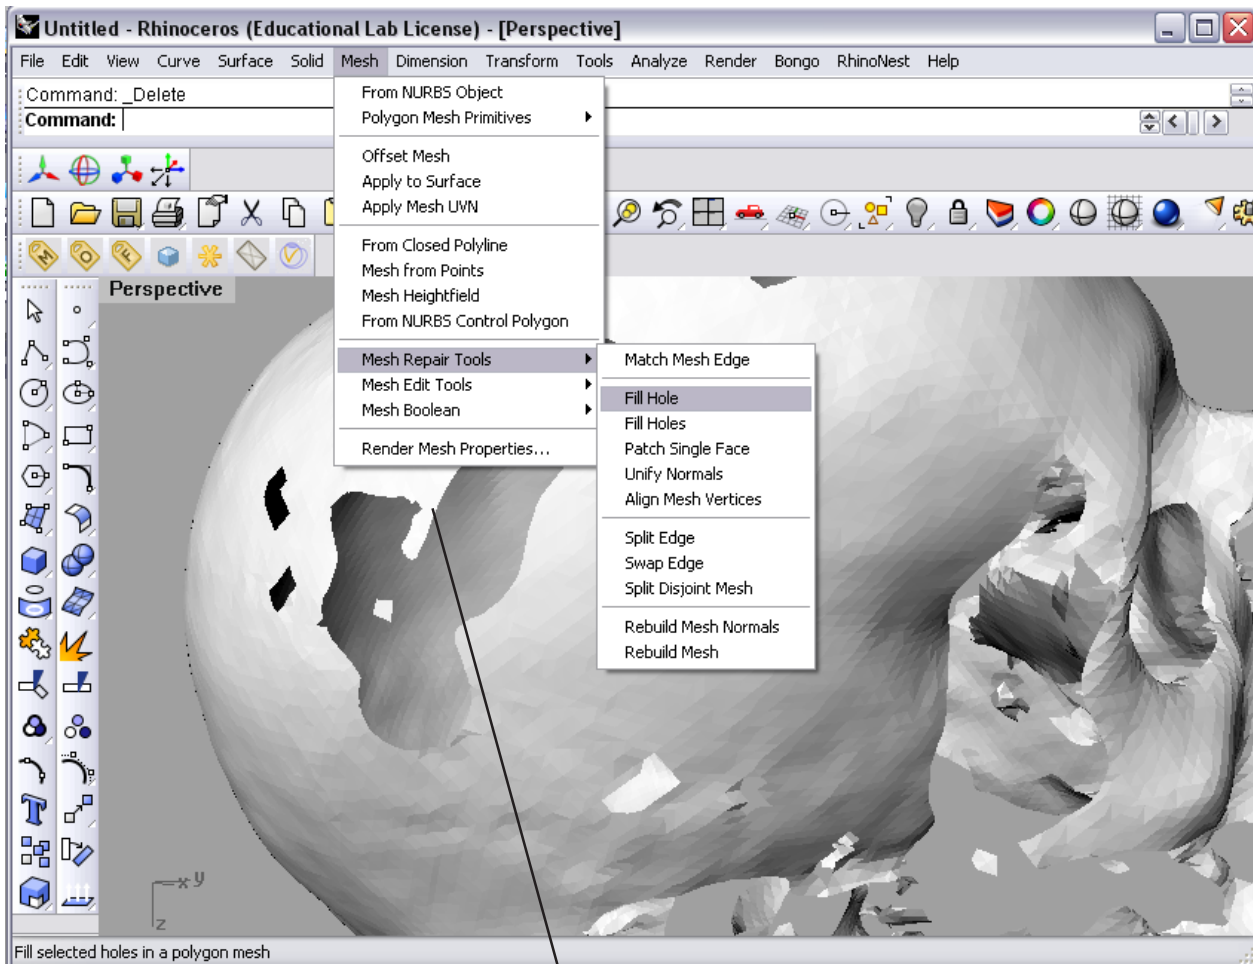 Untitled - Rhinoceros (Educational Lab License) - [Perspective]
File Edit View Curve Surface Solid Mesh Dimension Transform Tools Analyze Render Bongo RhinoNest Help
Command: _Delete
Command:
From NURBS Object
Polygon Mesh Primitives
Offset Mesh
Apply to Surface
Apply Mesh UVN
From Closed Polyline
Mesh from Points
Mesh Heightfield
From NURBS Control Polygon
Mesh Repair Tools
Mesh Edit Tools
Mesh Boolean
Render Mesh Properties...
Match Mesh Edge
Fill Hole
Fill Holes
Patch Single Face
Unify Normals
Align Mesh Vertices
Split Edge
Swap Edge
Split Disjoint Mesh
Rebuild Mesh Normals
Rebuild Mesh
M O F
Perspective
T
x y
z
Fill selected holes in a polygon mesh